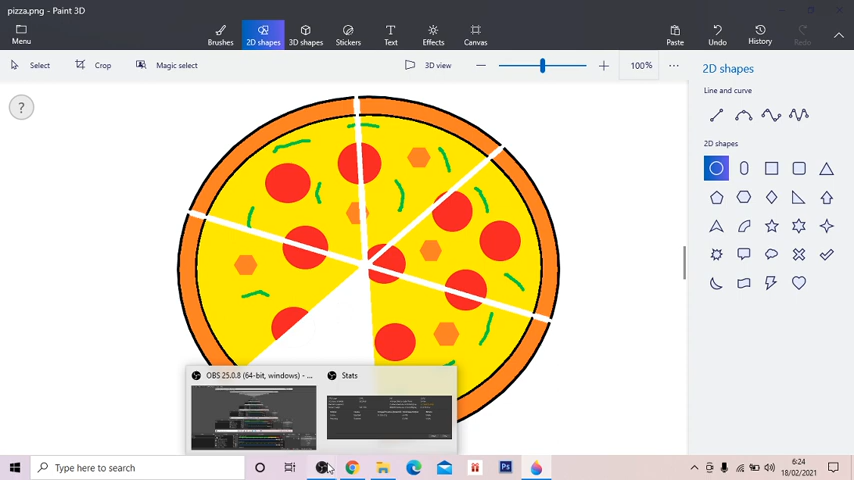 pizza.png - Paint 3D
Menu
Brushes
2D shapes
3D shapes
Stickers
Text
Effects
Canvas
Paste
Undo
History
Redo
Select
Crop
Magic select
3D view
100%
2D shapes
Line and curve
2D shapes
?
OBS 25.0.8 (64-bit, windows) - ...
Stats
Type here to search
Ps
6:24
18/02/2021